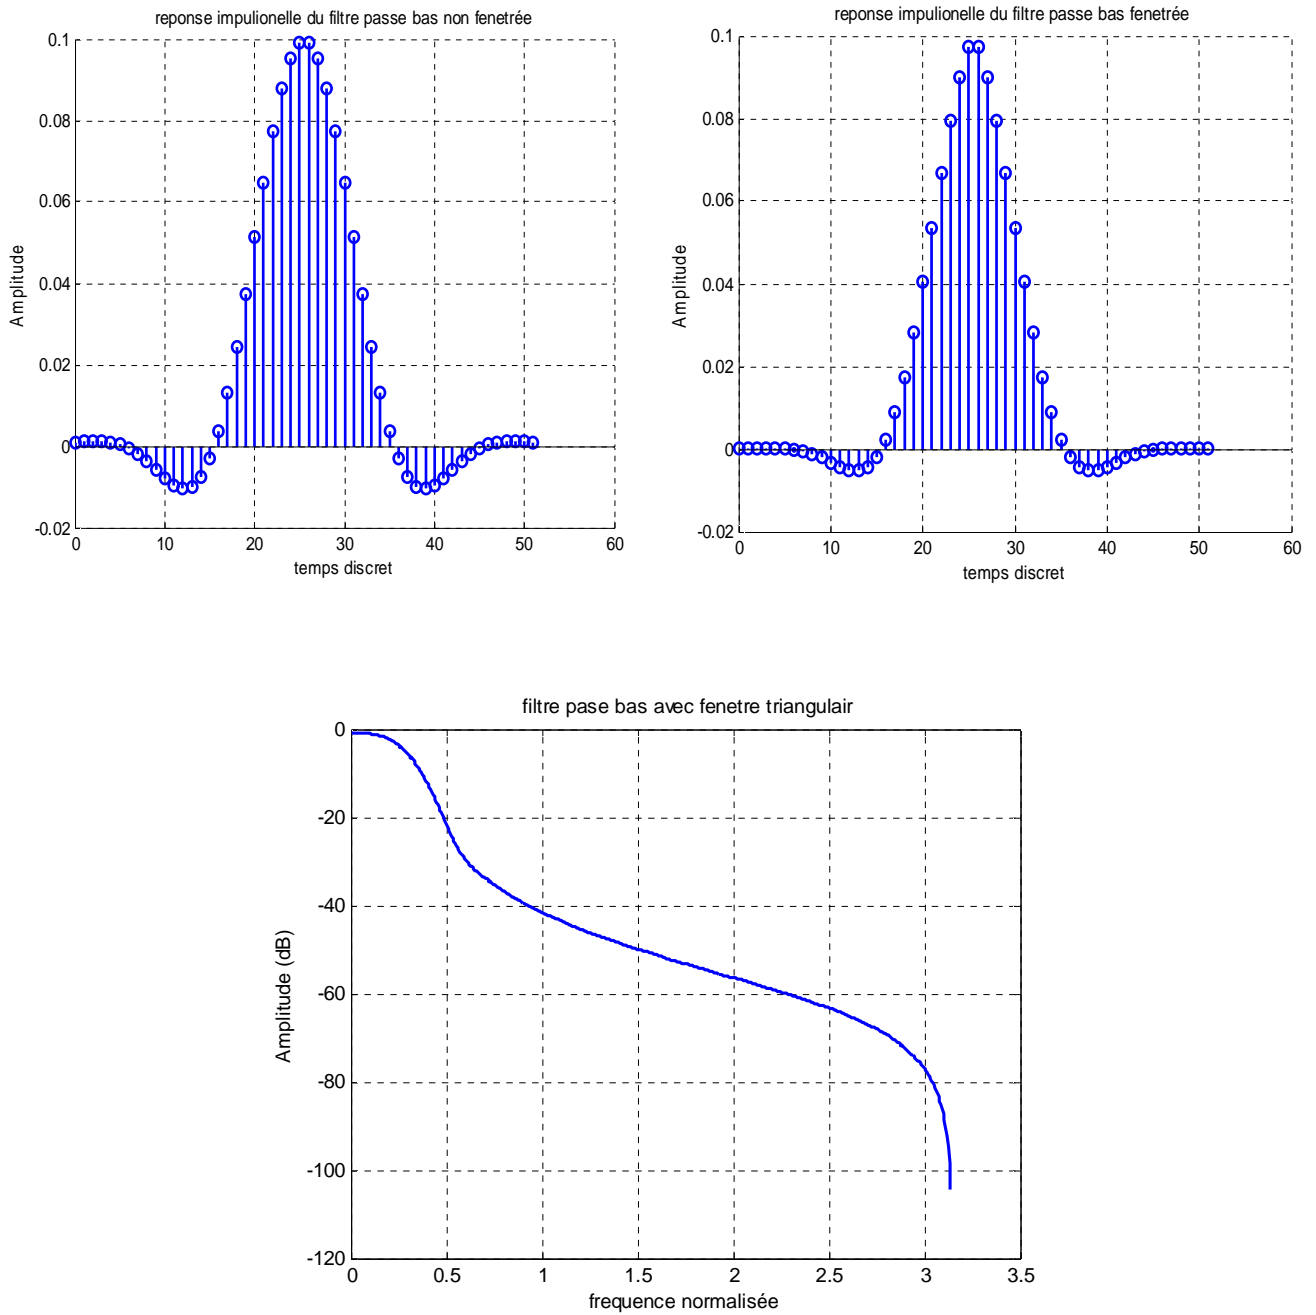 reponse impulionelle du filtre passe bas non fenetrée
0.1
0.08
0.06
0.04
0.02
0
-0.02
Amplitude
0 10 20 30 40 50 60
temps discret
reponse impulionelle du filtre passe bas fenetrée
0.1
0.08
0.06
0.04
0.02
0
-0.02
Amplitude
0 10 20 30 40 50 60
temps discret
filtre pase bas avec fenetre triangulair
0
-20
-40
-60
-80
-100
-120
Amplitude (dB)
0 0.5 1 1.5 2 2.5 3 3.5
frequence normalisée